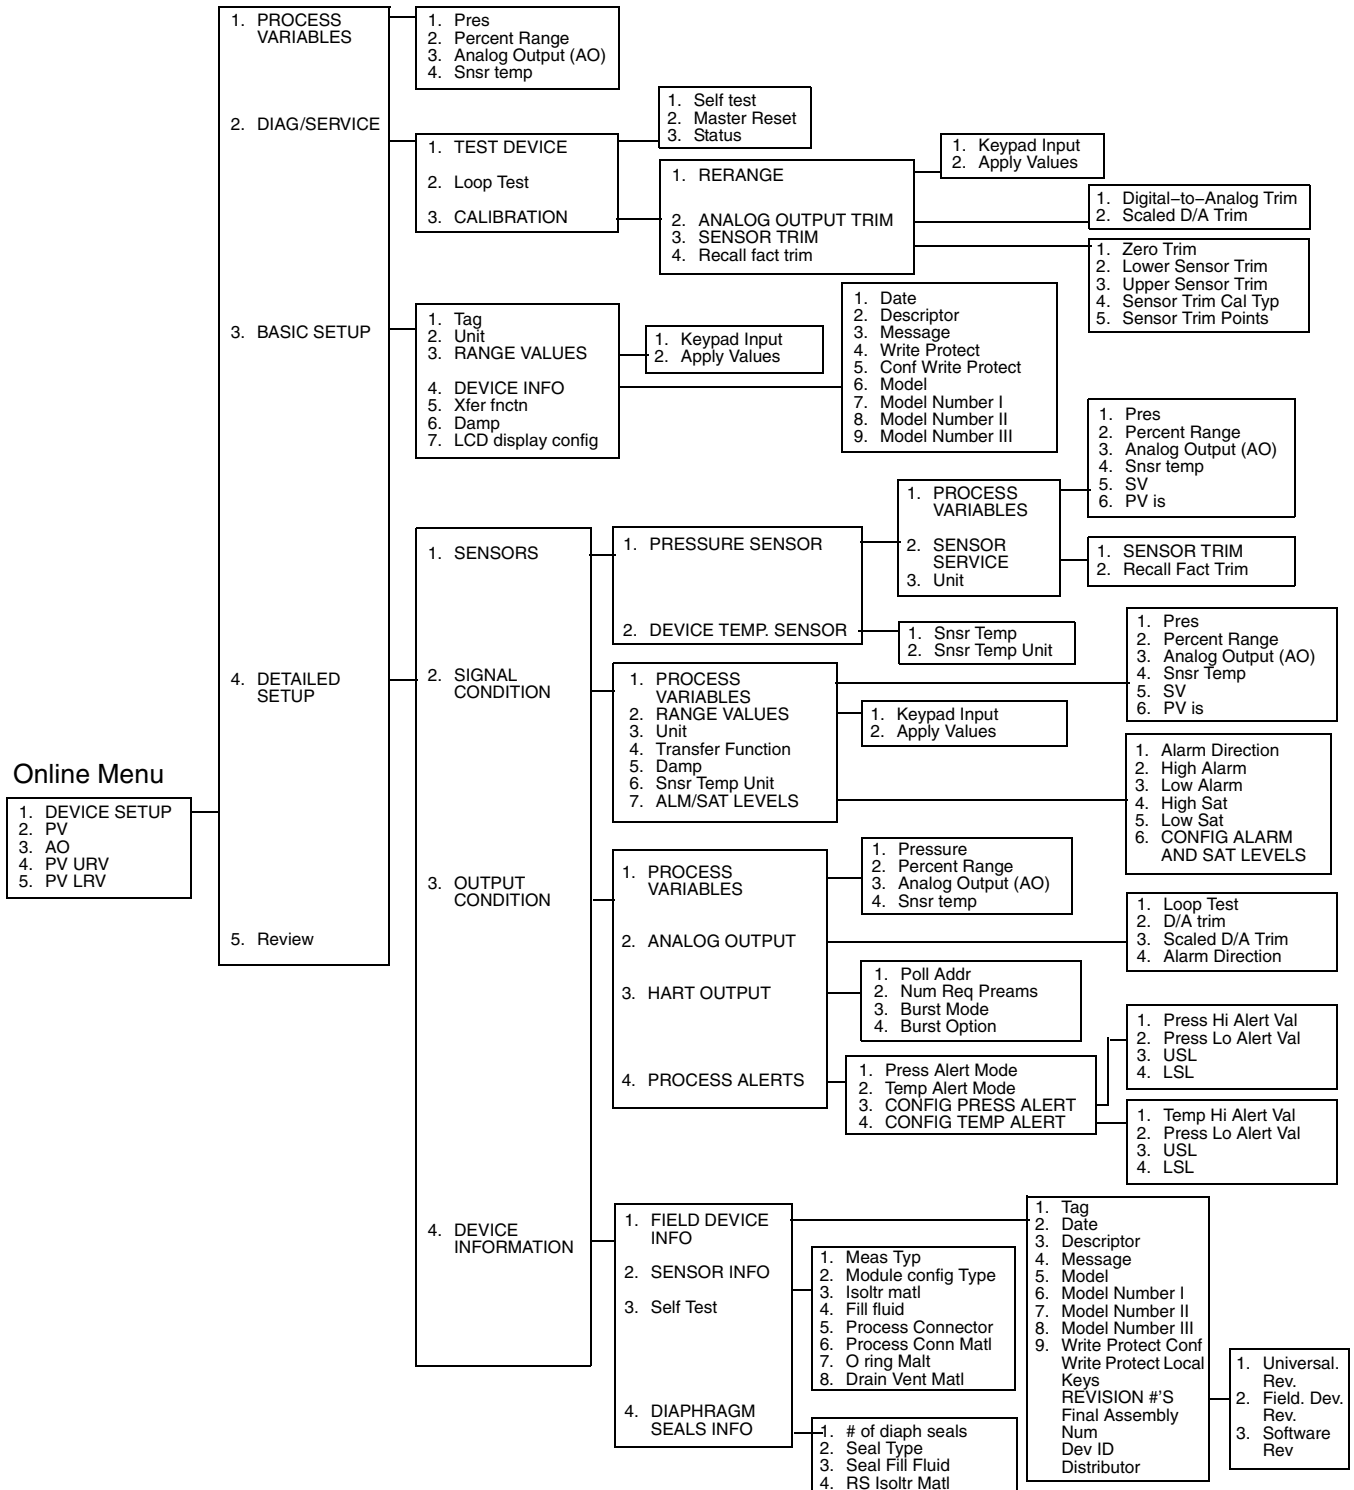 Online Menu
1. DEVICE SETUP
2. PV
3. AO
4. PV URV
5. PV LRV
1. PROCESS
VARIABLES
2. DIAG/SERVICE
3. BASIC SETUP
4. DETAILED
SETUP
5. Review
1. Pres
2. Percent Range
3. Analog Output (AO)
4. Snsr temp
1. TEST DEVICE
2. Loop Test
3. CALIBRATION
1. Self test
2. Master Reset
3. Status
1. RERANGE
2. ANALOG OUTPUT TRIM
3. SENSOR TRIM
4. Recall fact trim
1. Keypad Input
2. Apply Values
1. Digital–to–Analog Trim
2. Scaled D/A Trim
1. Zero Trim
2. Lower Sensor Trim
3. Upper Sensor Trim
4. Sensor Trim Cal Typ
5. Sensor Trim Points
1. Tag
2. Unit
3. RANGE VALUES
4. DEVICE INFO
5. Xfer fnctn
6. Damp
7. LCD display config
1. Keypad Input
2. Apply Values
1. Date
2. Descriptor
3. Message
4. Write Protect
5. Conf Write Protect
6. Model
7. Model Number I
8. Model Number II
9. Model Number III
1. SENSORS
2. SIGNAL
CONDITION
3. OUTPUT
CONDITION
4. DEVICE
INFORMATION
1. PRESSURE SENSOR
2. DEVICE TEMP. SENSOR
1. PROCESS
VARIABLES
2. SENSOR
SERVICE
3. Unit
1. Pres
2. Percent Range
3. Analog Output (AO)
4. Snsr temp
5. SV
6. PV is
1. SENSOR TRIM
2. Recall Fact Trim
1. Snsr Temp
2. Snsr Temp Unit
1. PROCESS
VARIABLES
2. RANGE VALUES
3. Unit
4. Transfer Function
5. Damp
6. Snsr Temp Unit
7. ALM/SAT LEVELS
1. Pres
2. Percent Range
3. Analog Output (AO)
4. Snsr Temp
5. SV
6. PV is
1. Keypad Input
2. Apply Values
1. Alarm Direction
2. High Alarm
3. Low Alarm
4. High Sat
5. Low Sat
6. CONFIG ALARM
AND SAT LEVELS
1. PROCESS
VARIABLES
2. ANALOG OUTPUT
3. HART OUTPUT
4. PROCESS ALERTS
1. Pressure
2. Percent Range
3. Analog Output (AO)
4. Snsr temp
1. Loop Test
2. D/A trim
3. Scaled D/A Trim
4. Alarm Direction
1. Poll Addr
2. Num Req Preams
3. Burst Mode
4. Burst Option
1. Press Alert Mode
2. Temp Alert Mode
3. CONFIG PRESS ALERT
4. CONFIG TEMP ALERT
1. Press Hi Alert Val
2. Press Lo Alert Val
3. USL
4. LSL
1. Temp Hi Alert Val
2. Press Lo Alert Val
3. USL
4. LSL
1. FIELD DEVICE
INFO
2. SENSOR INFO
3. Self Test
4. DIAPHRAGM
SEALS INFO
1. Tag
2. Date
3. Descriptor
4. Message
5. Model
6. Model Number I
7. Model Number II
8. Model Number III
9. Write Protect Conf
Write Protect Local
Keys
REVISION #'S
Final Assembly
Num
Dev ID
Distributor
1. Universal.
Rev.
2. Field. Dev.
Rev.
3. Software
Rev
1. Meas Typ
2. Module config Type
3. Isoltr matl
4. Fill fluid
5. Process Connector
6. Process Conn Matl
7. O ring Malt
8. Drain Vent Matl
1. # of diaph seals
2. Seal Type
3. Seal Fill Fluid
4. RS Isoltr Matl